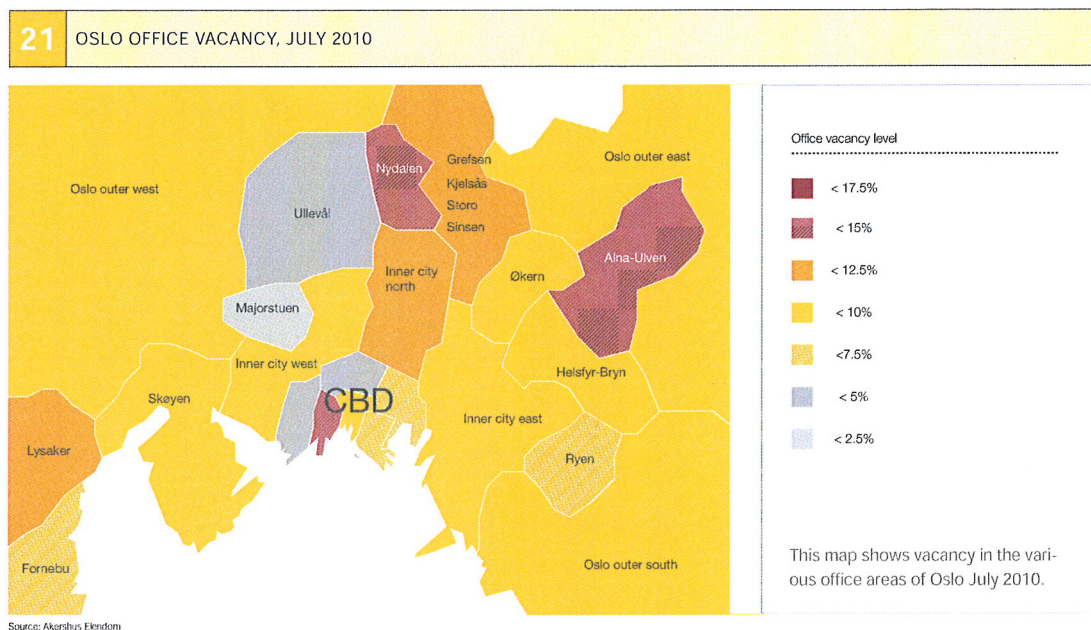 21 OSLO OFFICE VACANCY, JULY 2010
Oslo outer west
Ullevål
Nydalen
Grefsen
Kjelsås
Storo
Sinsen
Oslo outer east
Alna-Ulven
Økern
Inner city
north
Majorstuen
Inner city west
Helsfyr-Bryn
Skøyen
CBD
Inner city east
Lysaker
Ryen
Fornebu
Oslo outer south
Office vacancy level
< 17.5%
< 15%
< 12.5%
< 10%
<7.5%
< 5%
< 2.5%
This map shows vacancy in the vari-
ous office areas of Oslo July 2010.
Source: Akershus Eiendom